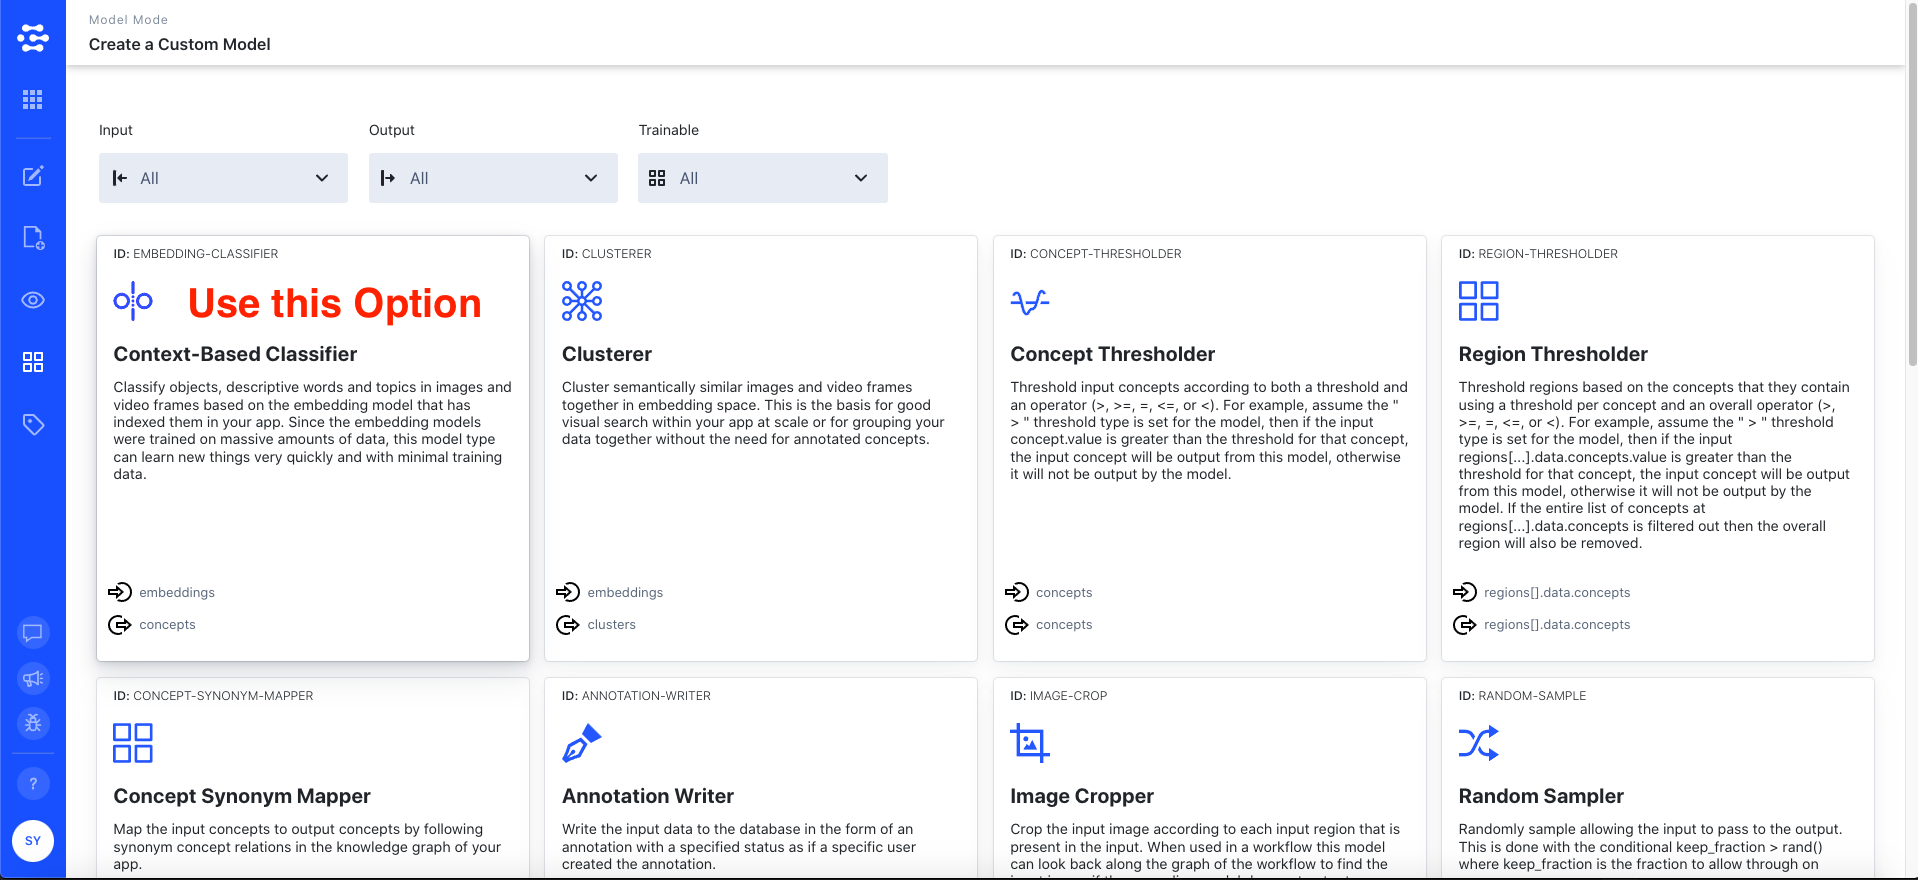 Model Mode
Create a Custom Model
Input
Output
Trainable
All
All
All
ID: EMBEDDING-CLASSIFIER
Use this Option
Context-Based Classifier
Classify objects, descriptive words and topics in images and
video frames based on the embedding model that has
indexed them in your app. Since the embedding models
were trained on massive amounts of data, this model type
can learn new things very quickly and with minimal training
data.
embeddings
concepts
ID: CLUSTERER
Clusterer
Cluster semantically similar images and video frames
together in embedding space. This is the basis for good
visual search within your app at scale or for grouping your
data together without the need for annotated concepts.
embeddings
clusters
ID: CONCEPT-THRESHOLDER
Concept Thresholder
Threshold input concepts according to both a threshold and
an operator (>, >=, =, <=, or <). For example, assume the "
> " threshold type is set for the model, then if the input
concept.value is greater than the threshold for that concept,
the input concept will be output from this model, otherwise
it will not be output by the model.
concepts
concepts
ID: REGION-THRESHOLDER
Region Thresholder
Threshold regions based on the concepts that they contain
using a threshold per concept and an overall operator (>,
>=, =, <=, or <). For example, assume the " > " threshold
type is set for the model, then if the input
regions[...].data.concepts.value is greater than the
threshold for that concept, the input concept will be output
from this model, otherwise it will not be output by the
model. If the entire list of concepts at
regions[...].data.concepts is filtered out then the overall
region will also be removed.
regions[].data.concepts
regions[].data.concepts
ID: CONCEPT-SYNONYM-MAPPER
Concept Synonym Mapper
Map the input concepts to output concepts by following
synonym concept relations in the knowledge graph of your
app.
ID: ANNOTATION-WRITER
Annotation Writer
Write the input data to the database in the form of an
annotation with a specified status as if a specific user
created the annotation.
ID: IMAGE-CROP
Image Cropper
Crop the input image according to each input region that is
present in the input. When used in a workflow this model
can look back along the graph of the workflow to find the
ID: RANDOM-SAMPLE
Random Sampler
Randomly sample allowing the input to pass to the output.
This is done with the conditional keep_fraction > rand()
where keep_fraction is the fraction to allow through on
?
SY